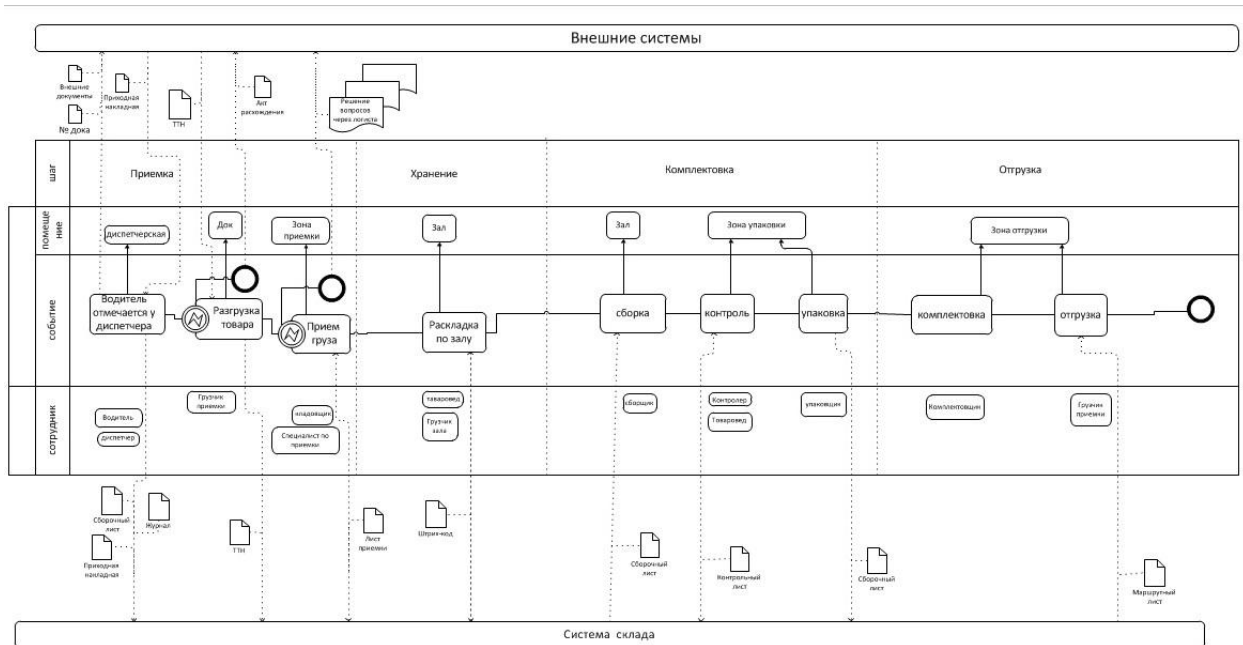 Внешние системы
Внешние
документы
№ дока
Приходная
накладная
ТТН
Акт
расхождения
Решение
вопросов
через логиста
шаг
Приемка
Хранение
Комплектовка
Отгрузка
помеще
ние
диспетчерская
Док
Зона
приемки
Зал
Зал
Зона упаковки
Зона отгрузки
событие
Водитель
отмечается у
диспетчера
Разгрузка
товара
Прием
груза
Раскладка
по залу
сборка
контроль
упаковка
комплектовка
отгрузка
сотрудник
Водитель
диспетчер
Грузчик
приемки
кладовщик
Специалист по
приемки
таваровед
Грузчик
зала
сборщик
Контролер
Товаровед
упаковщик
Комплектовщик
Грузчик
приемки
Сборочный
лист
Журнал
Приходная
накладная
ТТН
Лист
приемки
Штрих-код
Сборочный
лист
Контрольный
лист
Сборочный
лист
Маршрутный
лист
Система склада